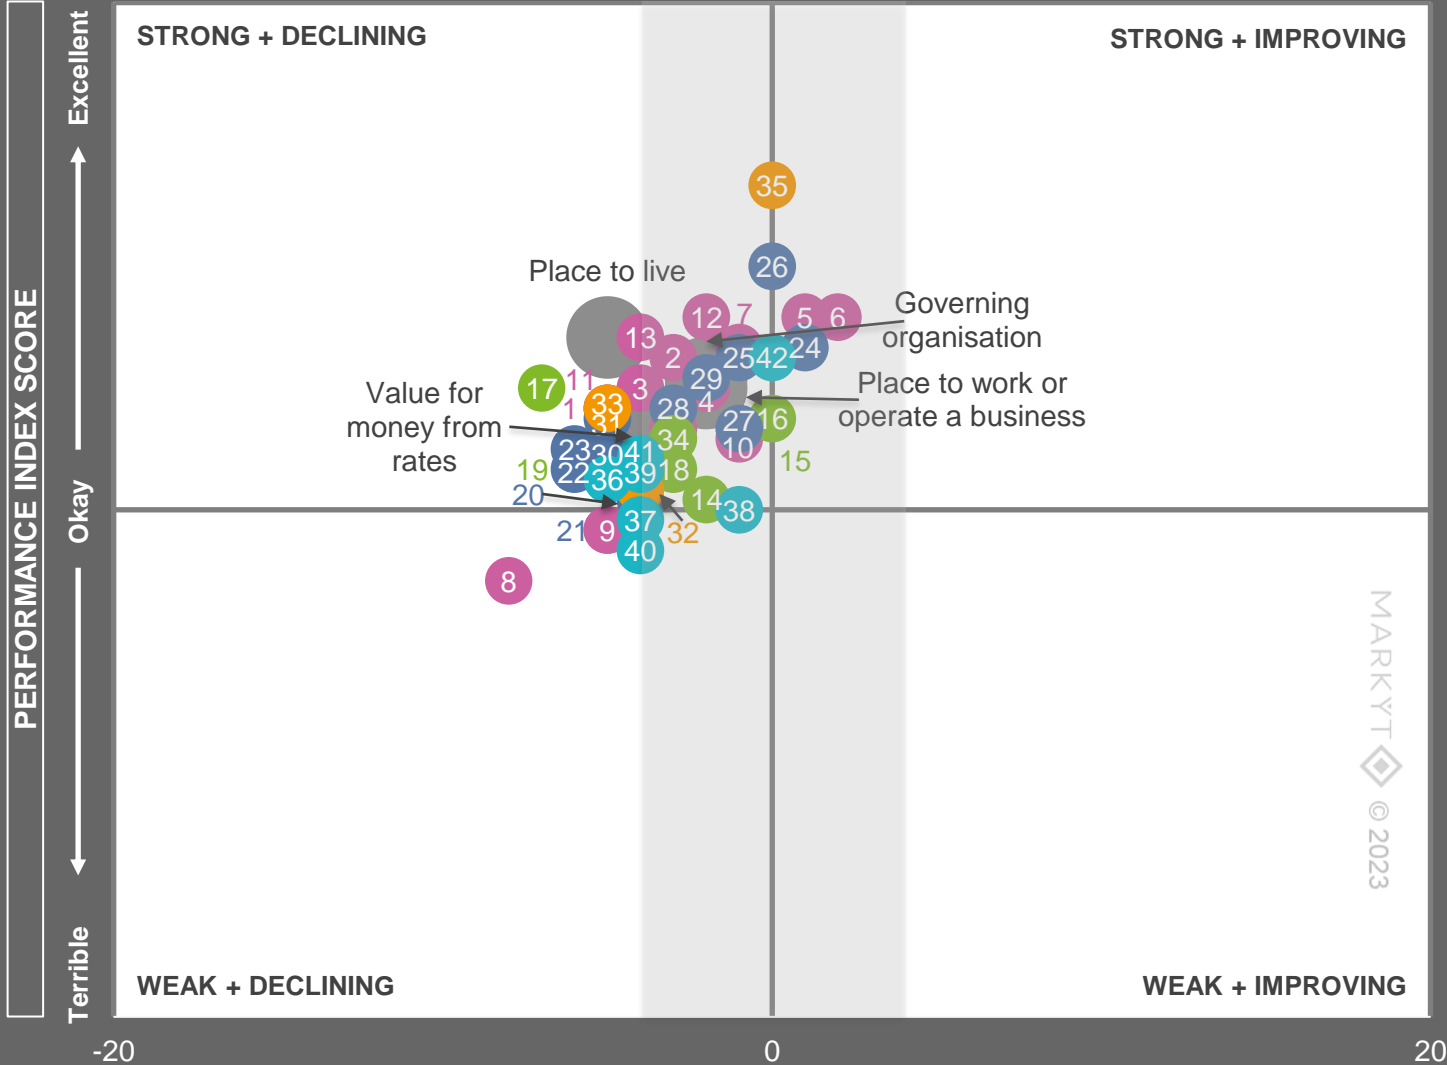 STRONG + DECLINING
STRONG + IMPROVING
Excellent
Okay
Terrible
PERFORMANCE INDEX SCORE
35
26
Place to live
Governing
organisation
12
7
5
6
13
2
25
42
24
Place to work or
operate a business
17
11
3
29
4
Value for
money from
rates
1
33
31
28
27
16
10
15
34
23
30
41
19
22
36
39
18
20
14
38
21
9
37
32
40
8
MARKYT
© 2023
WEAK + DECLINING
WEAK + IMPROVING
-20
0
20